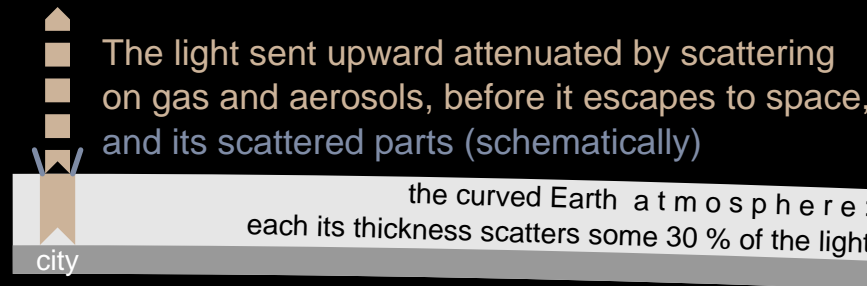 The light sent upward attenuated by scattering
on gas and aerosols, before it escapes to space,
and its scattered parts (schematically)
the curved Earth a t m o s p h e r e :
each its thickness scatters some 30 % of the light
city